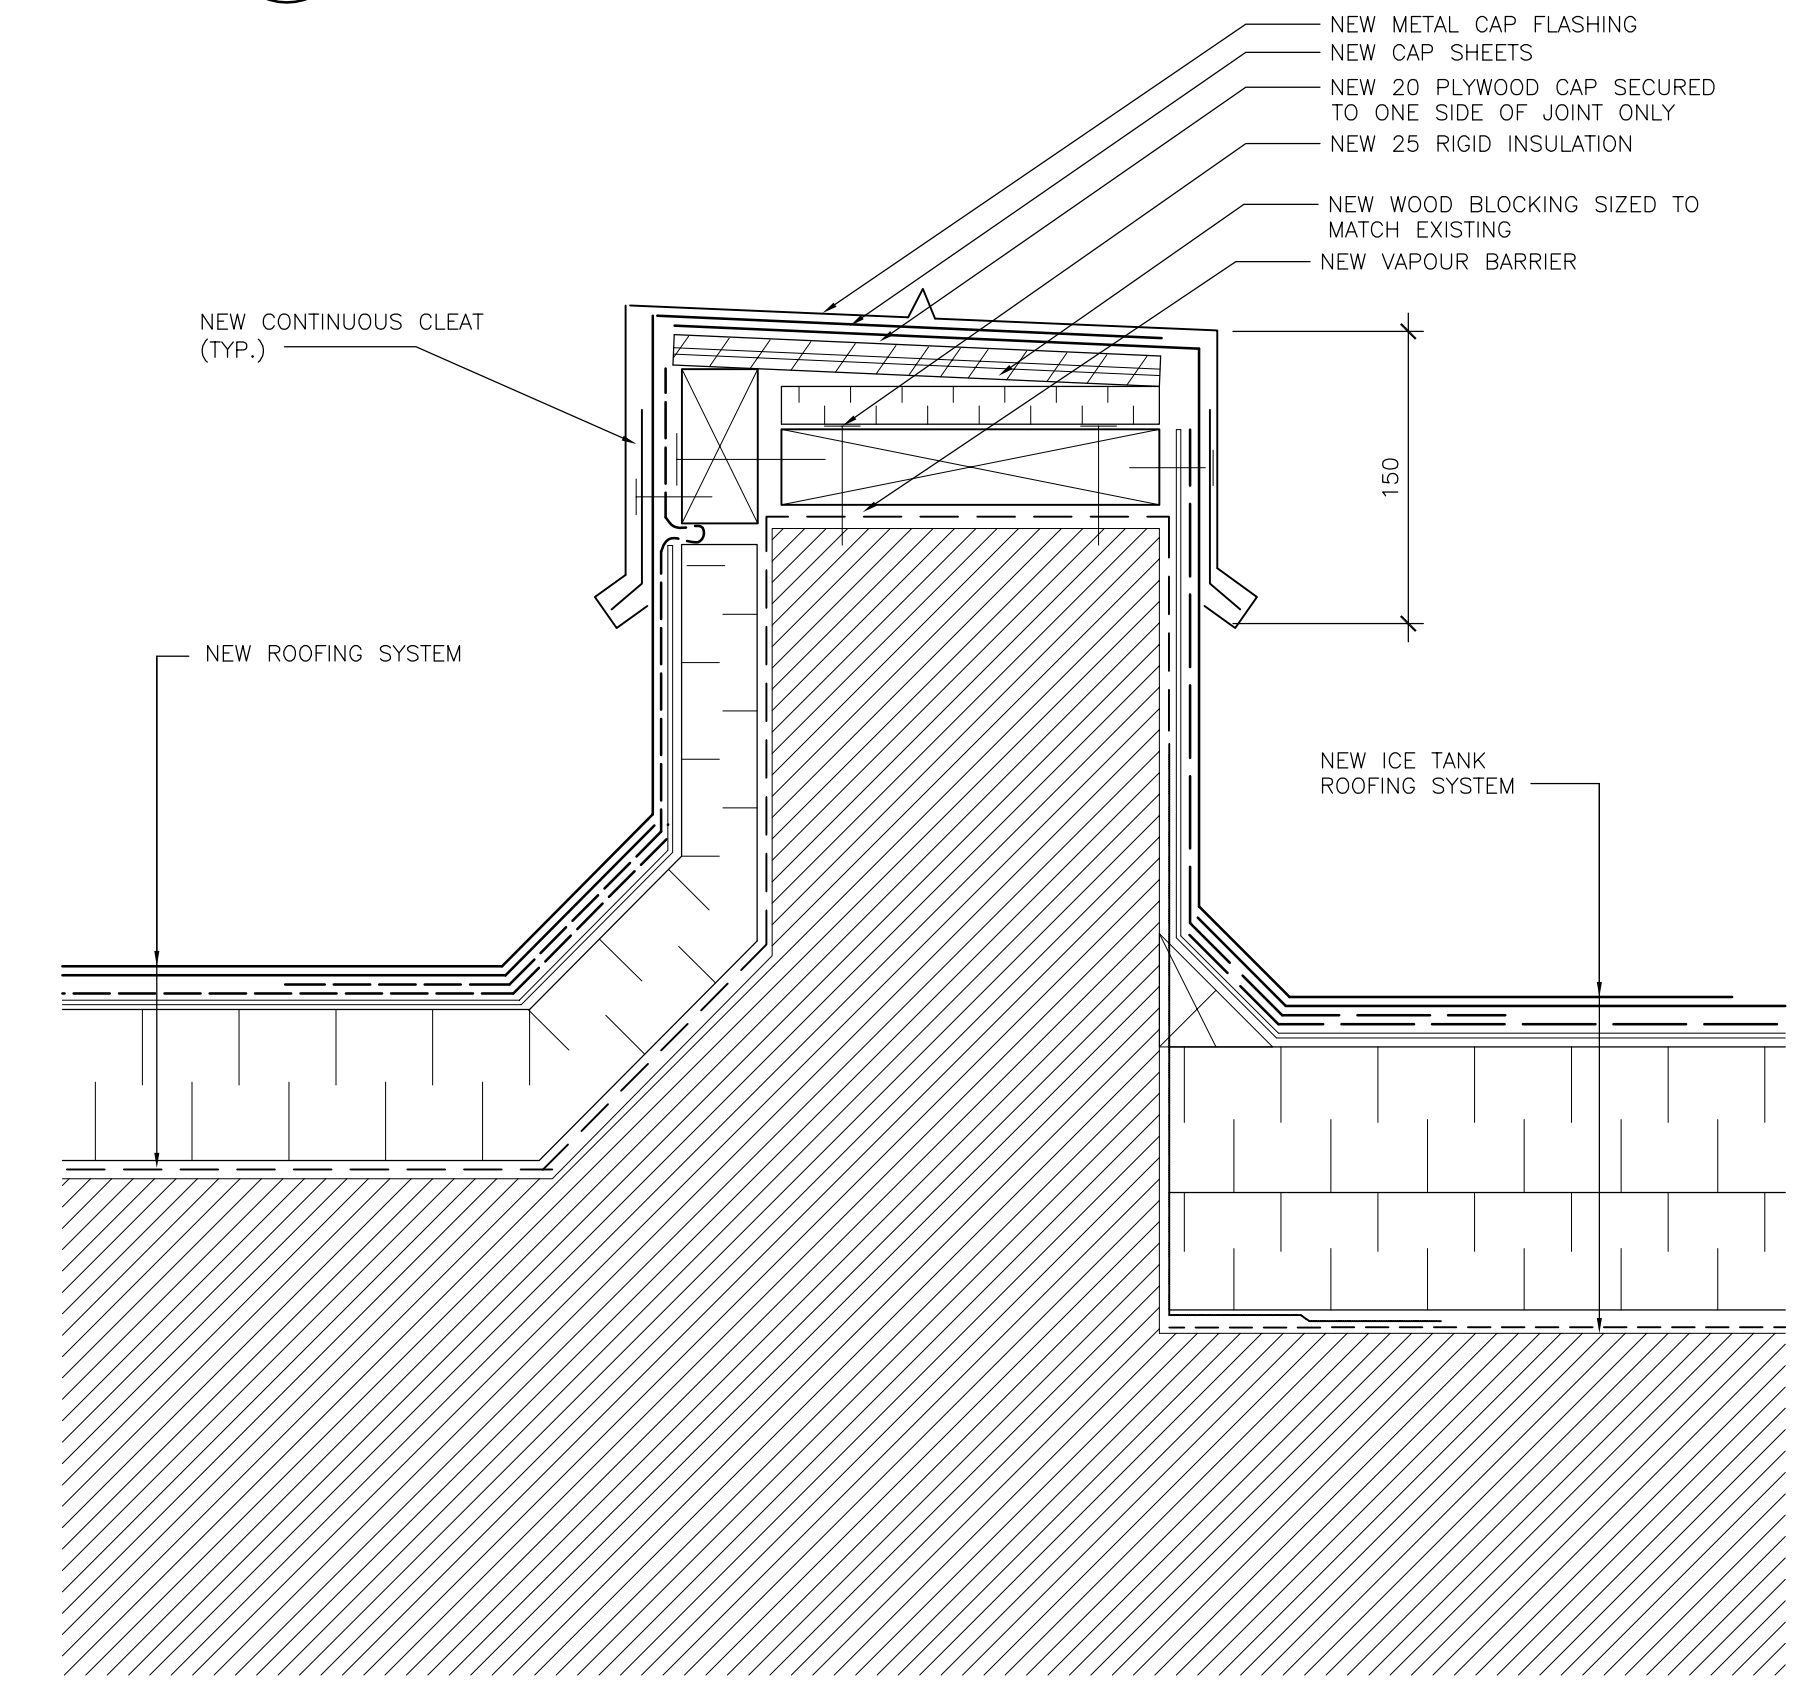 NEW METAL CAP FLASHING
NEW CAP SHEETS
NEW 20 PLYWOOD CAP SECURED
TO ONE SIDE OF JOINT ONLY
NEW 25 RIGID INSULATION
NEW WOOD BLOCKING SIZED TO
MATCH EXISTING
NEW VAPOUR BARRIER
NEW CONTINUOUS CLEAT
(TYP.)
150
NEW ROOFING SYSTEM
NEW ICE TANK
ROOFING SYSTEM